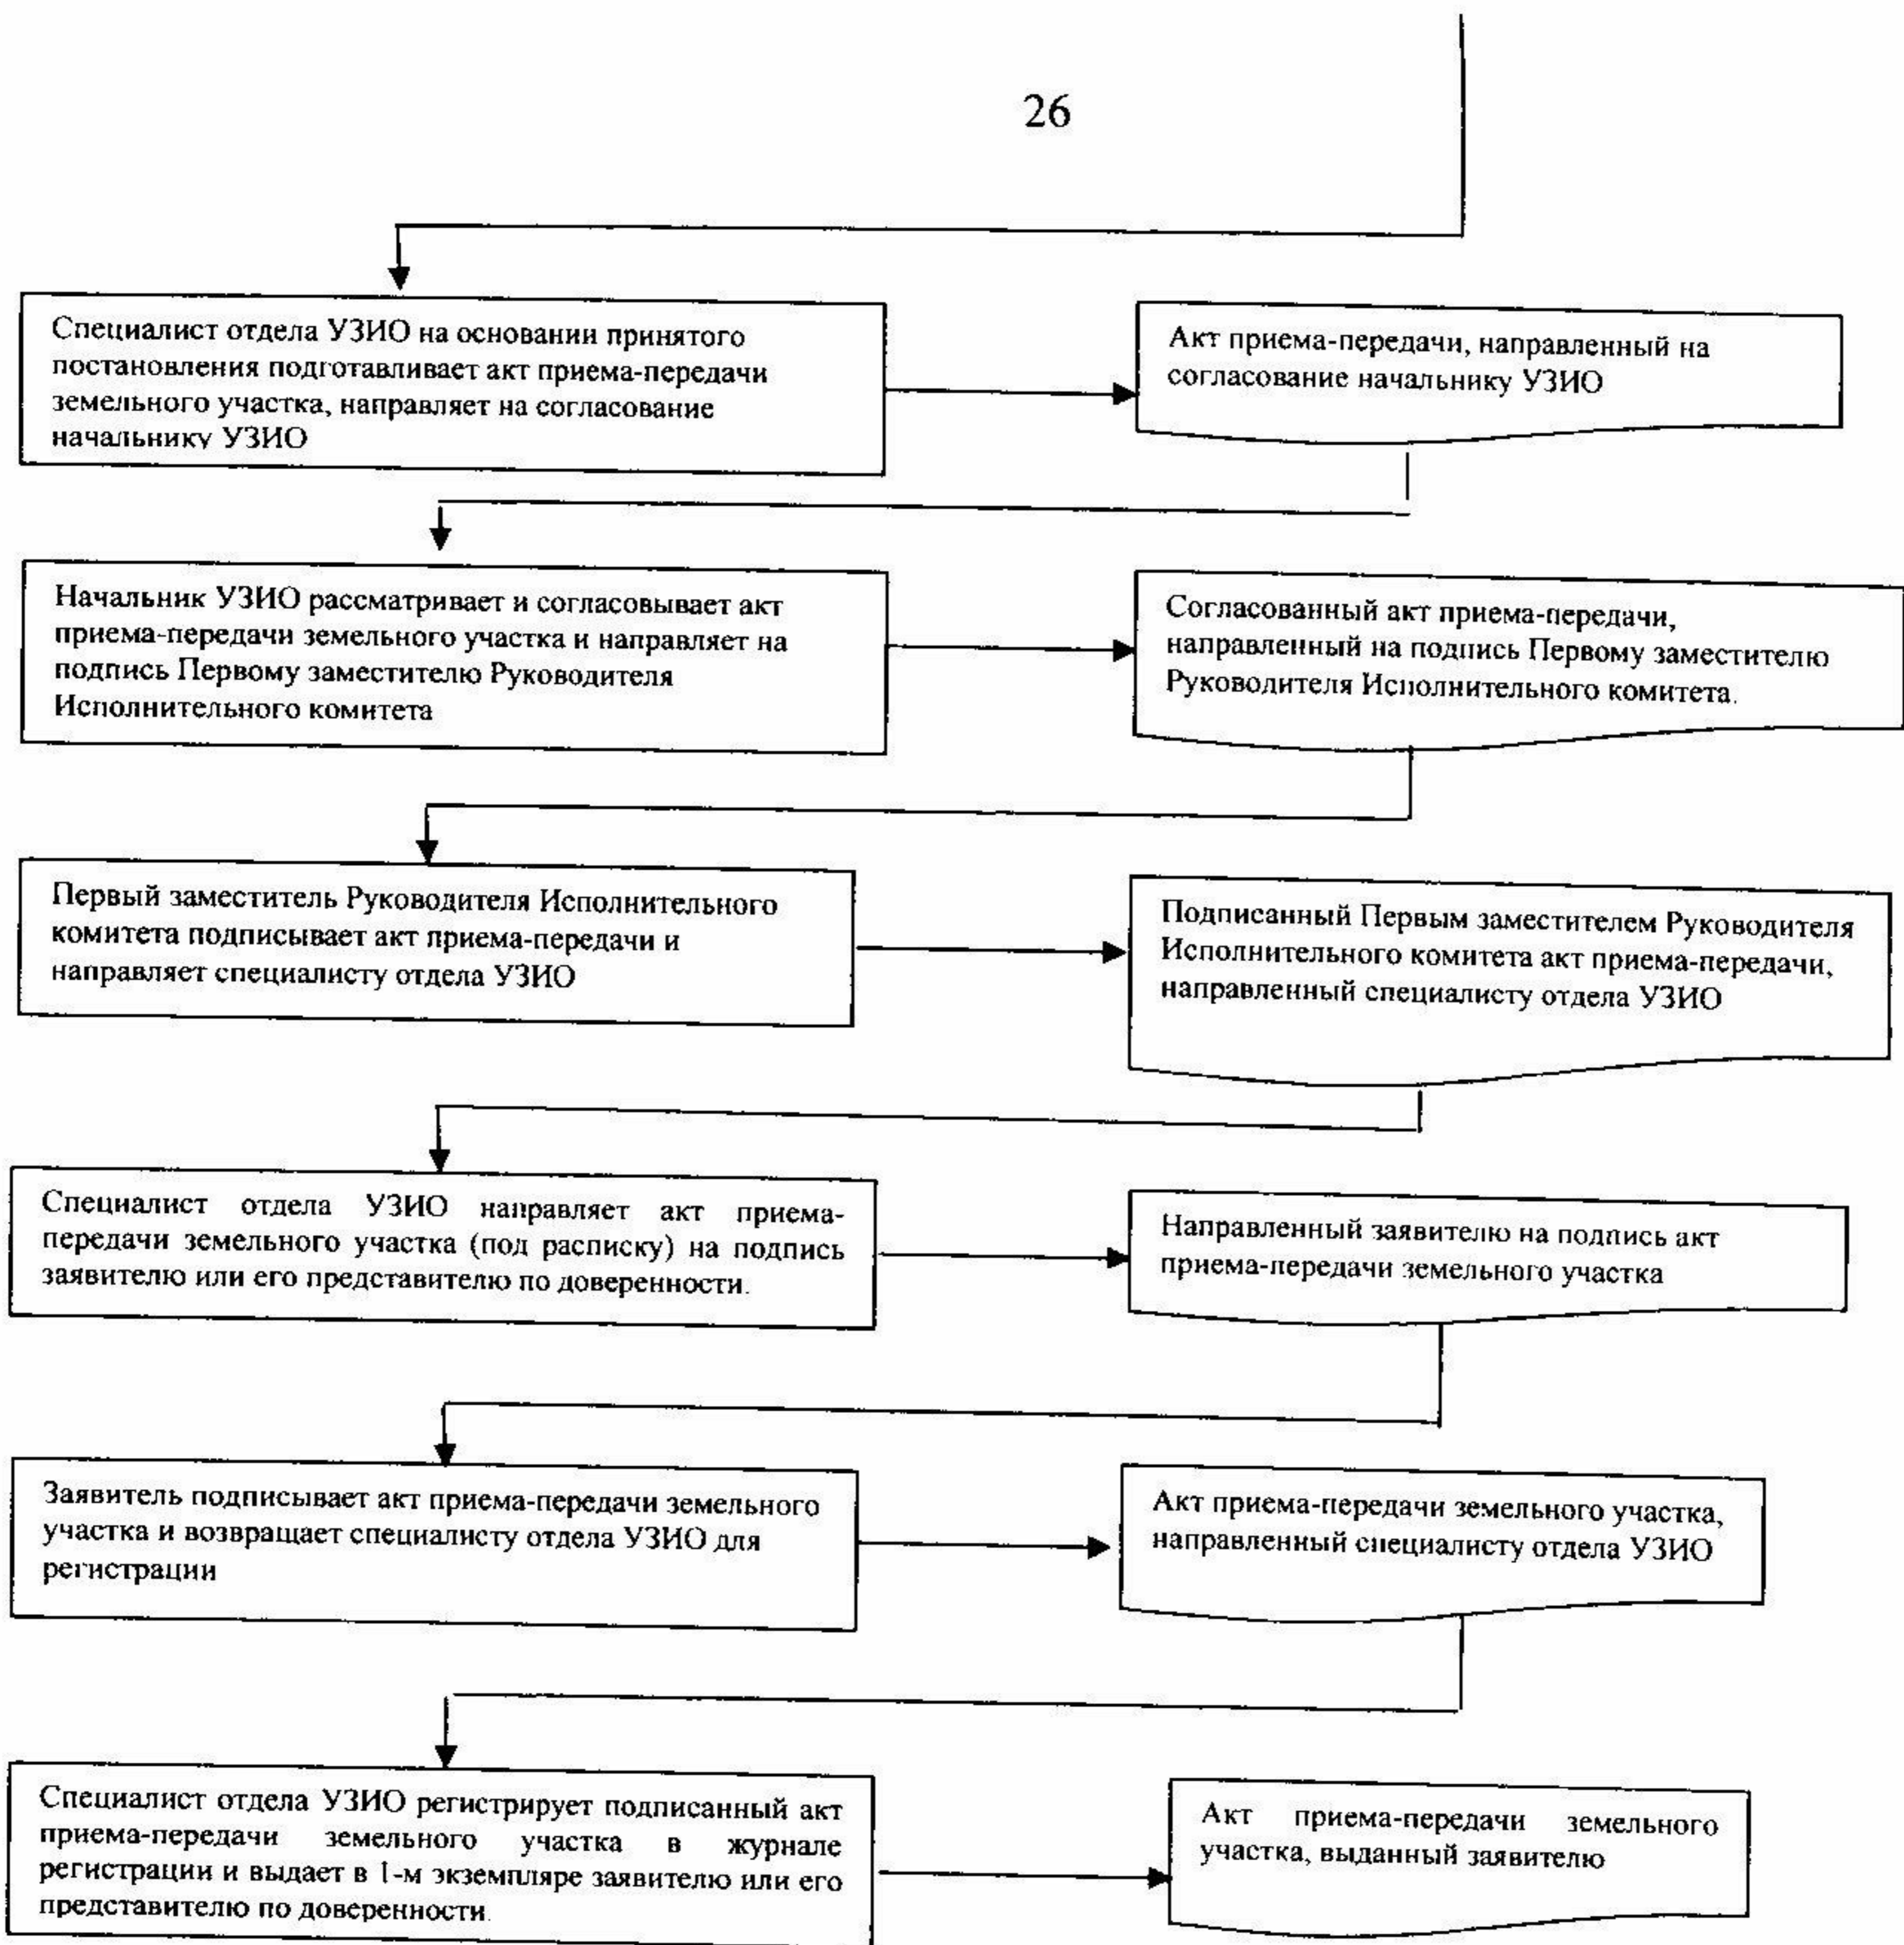 26
Специалист отдела УЗИО на основании принятого
постановления подготавливает акт приема-передачи
земельного участка, направляет на согласование
начальнику УЗИО
Акт приема-передачи, направленный на
согласование начальнику УЗИО
Начальник УЗИО рассматривает и согласовывает акт
приема-передачи земельного участка и направляет на
подпись Первому заместителю Руководителя
Исполнительного комитета
Согласованный акт приема-передачи,
направленный на подпись Первому заместителю
Руководителя Исполнительного комитета.
Первый заместитель Руководителя Исполнительного
комитета подписывает акт приема-передачи и
направляет специалисту отдела УЗИО
Подписанный Первым заместителем Руководителя
Исполнительного комитета акт приема-передачи,
направленный специалисту отдела УЗИО
Специалист отдела УЗИО направляет акт приема-
передачи земельного участка (под расписку) на подпись
заявителю или его представителю по доверенности.
Направленный заявителю на подпись акт
приема-передачи земельного участка
Заявитель подписывает акт приема-передачи земельного
участка и возвращает специалисту отдела УЗИО для
регистрации
Акт приема-передачи земельного участка,
направленный специалисту отдела УЗИО
Специалист отдела УЗИО регистрирует подписанный акт
приема-передачи земельного участка в журнале
регистрации и выдает в 1-м экземпляре заявителю или его
представителю по доверенности.
Акт приема-передачи земельного
участка, выданный заявителю